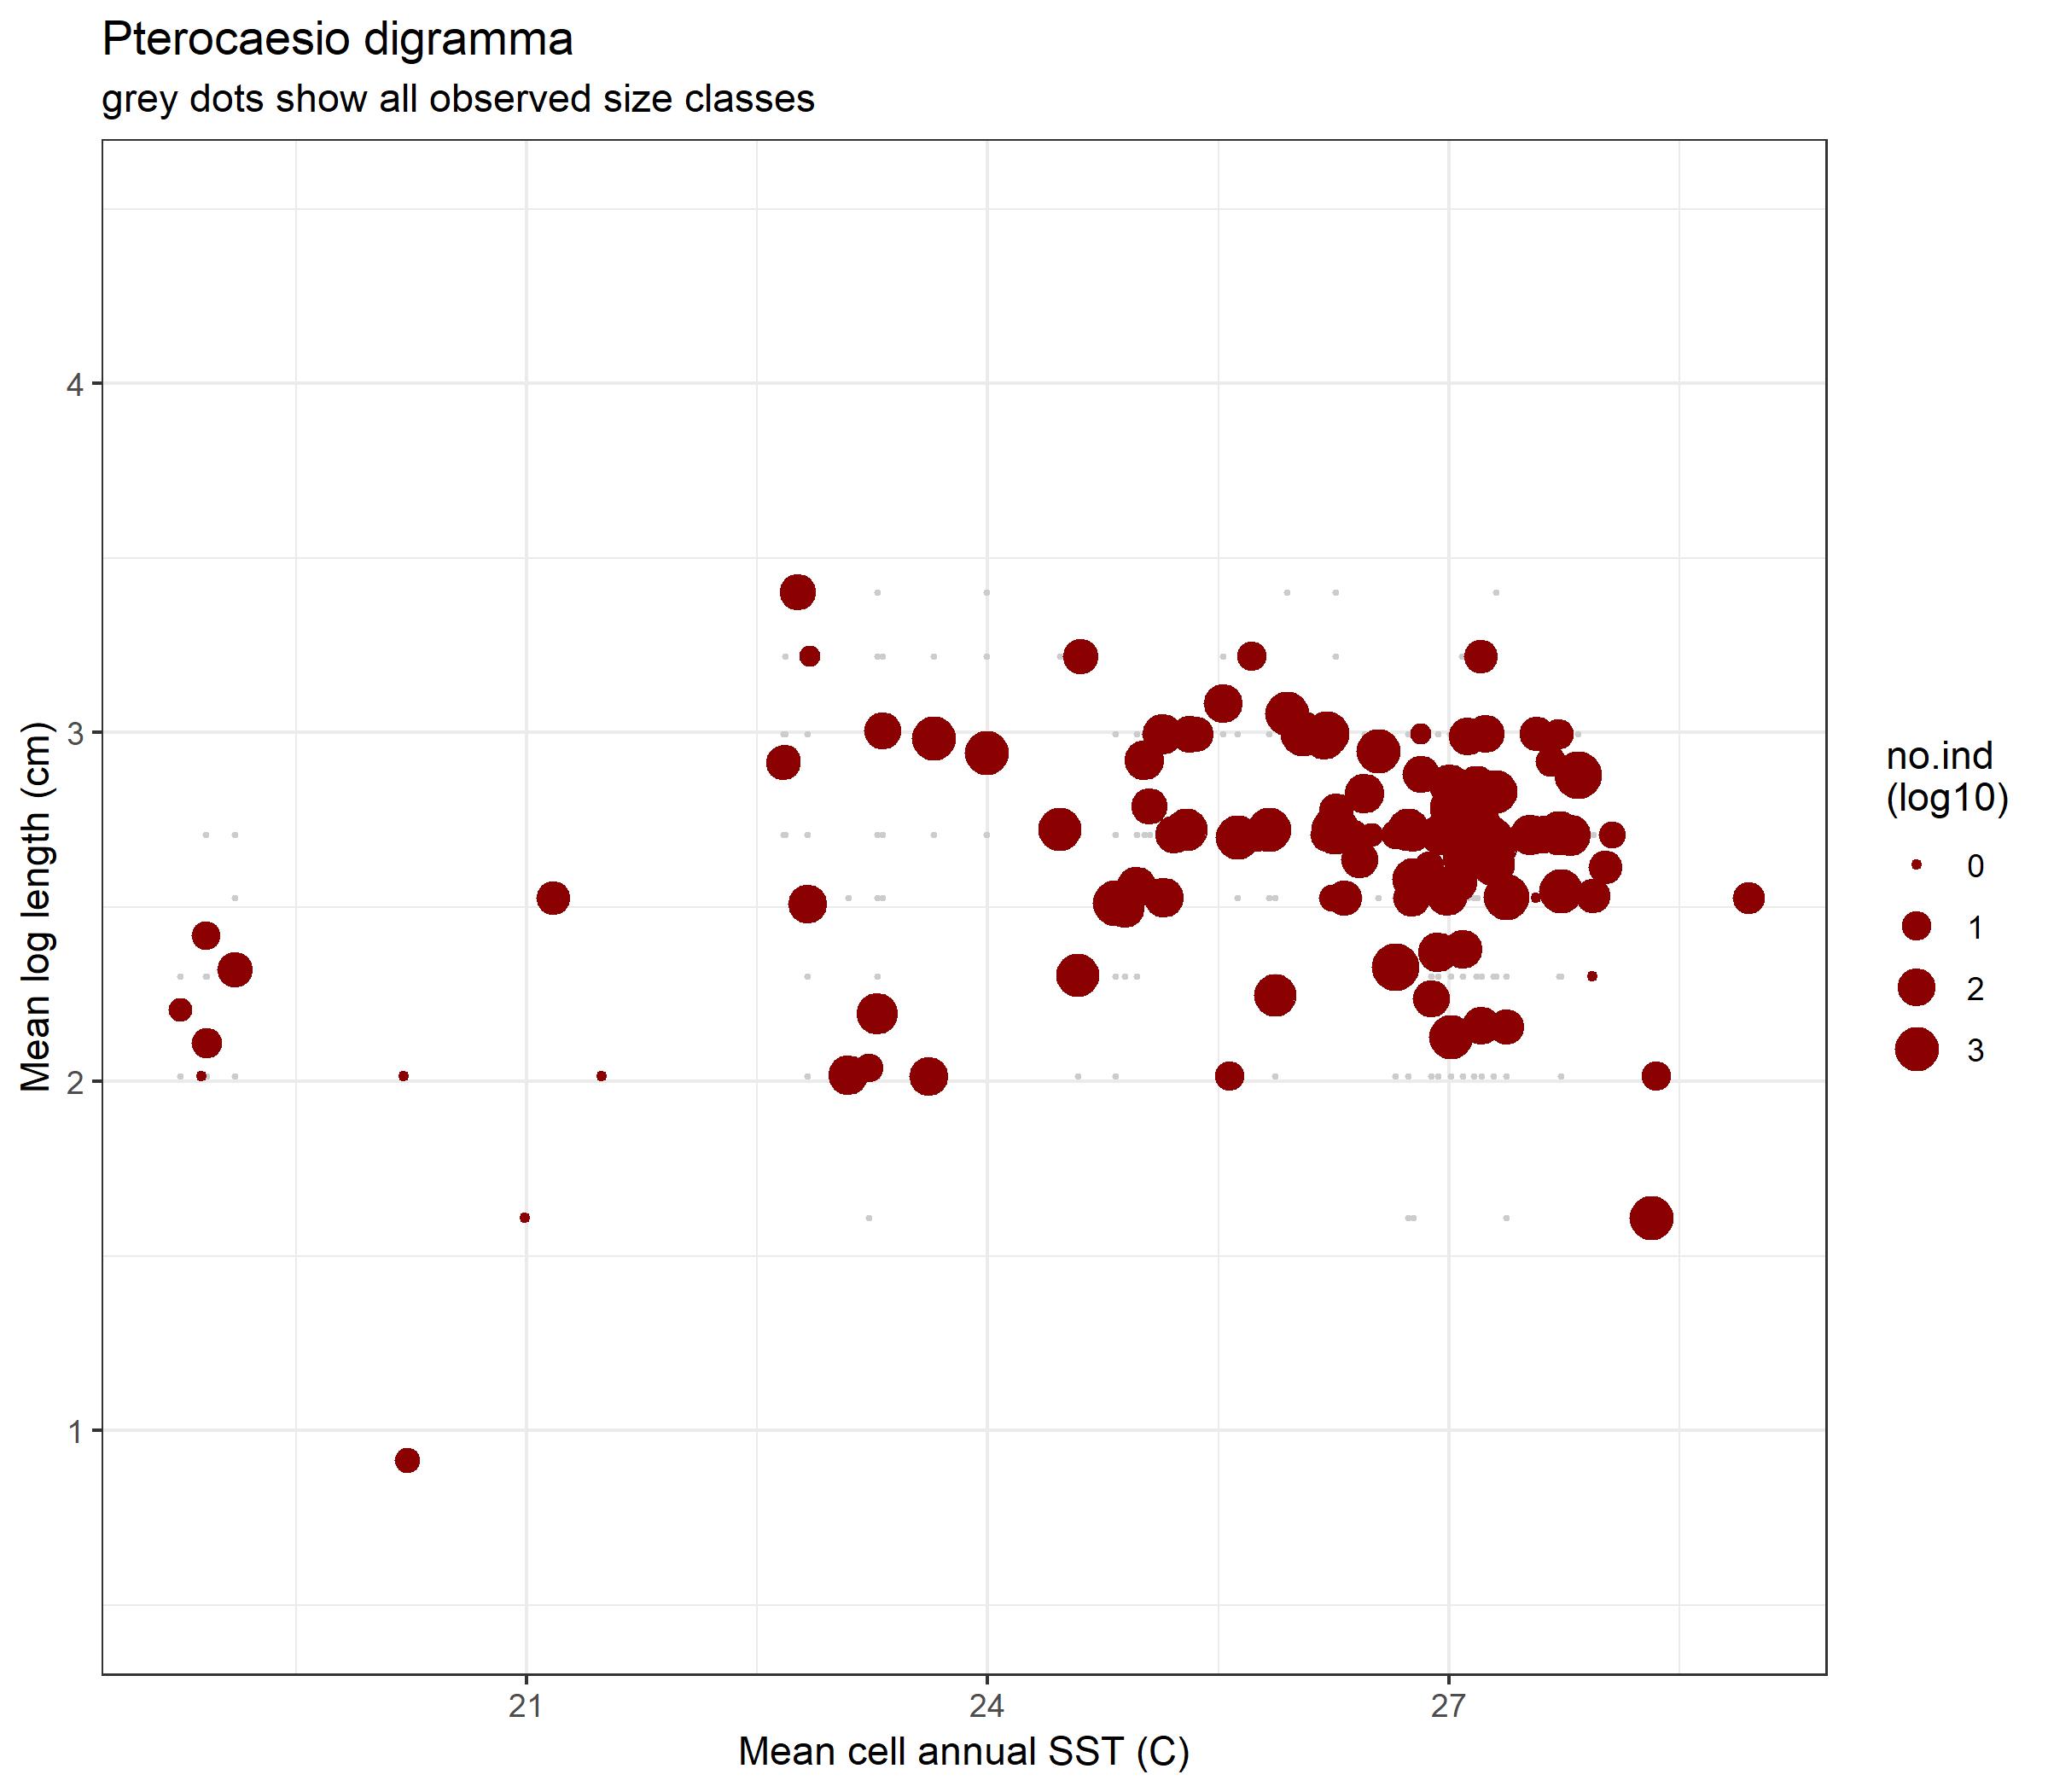 Pterocaesio digramma
grey dots show all observed size classes
4
3
2
1
Mean log length (cm)
21
24
27
Mean cell annual SST (C)
no.ind
(log10)
0
1
2
3